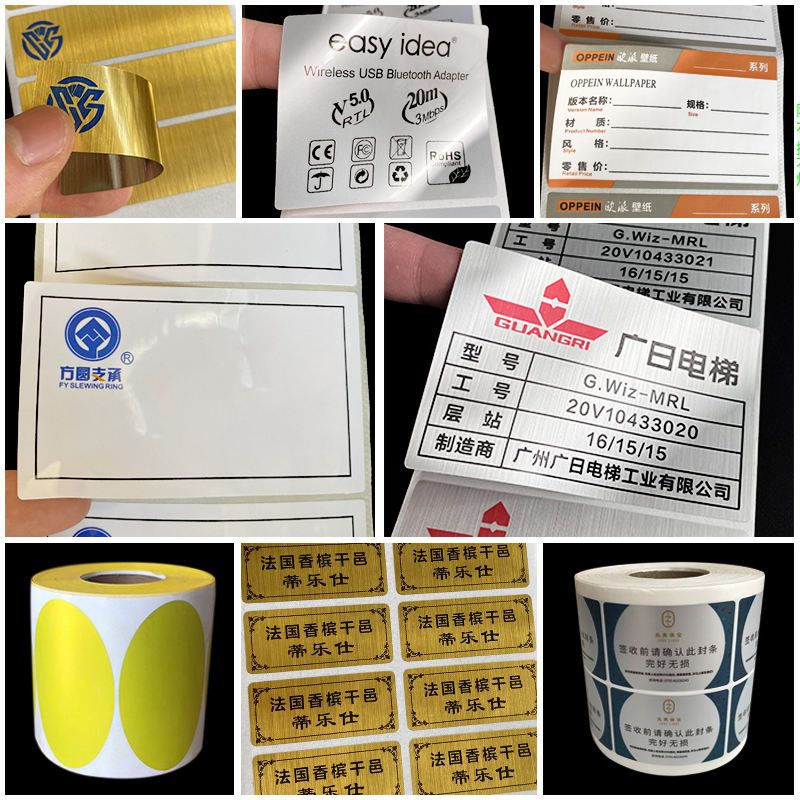 easy idea®
Wireless USB Bluetooth Adapter
V 5.0
RTL
20m
3Mbps
CE
FC
RoHS
compliant
零售价:
Retail Price
OPPEIN 欧派 壁纸
系列
OPPEIN WALLPAPER
版本名称:
Version Name
规格:
Size
材 质:
Product Number
风 格:
Style
零售价:
Retail Price
OPPEIN 欧派 壁纸
系列
方圆支承
®
FY SLEWING RING
型 号
G.Wiz-MRL
工 号
20V10433021
16/15/15
电梯工业有限公司
GUANGRI
广日电梯
型 号
G.Wiz-MRL
工 号
20V10433020
层 站
16/15/15
制造商
广州广日电梯工业有限公司
法国香槟干邑
蒂乐仕
法国香槟干邑
蒂乐仕
法国香槟干邑
蒂乐仕
法国香槟干邑
蒂乐仕
法国香槟干邑
蒂乐仕
法国香槟干邑
蒂乐仕
法国香槟干邑
蒂乐仕
法国香槟干邑
蒂乐仕
签收前请确认此封条
完好无损
签收前请确认此封条
完好无损